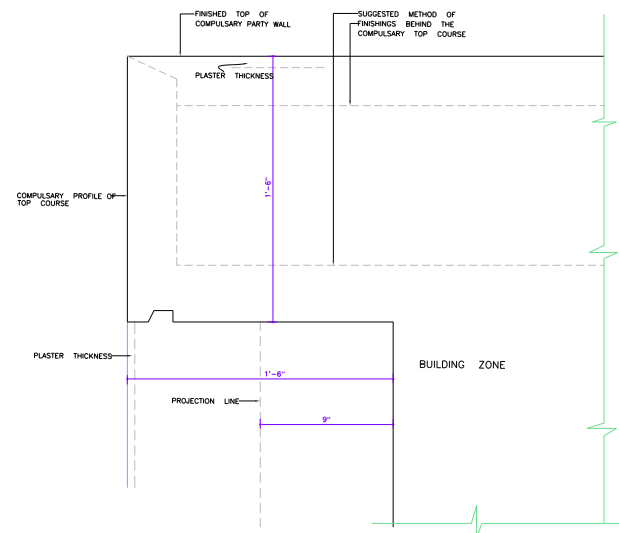 FINISHED TOP OF
COMPULSARY PARTY WALL
SUGGESTED METHOD OF
FINISHINGS BEHIND THE
COMPULSARY TOP COURSE
PLASTER THICKNESS
1'-6"
COMPULSARY PROFILE OF
TOP COURSE
PLASTER THICKNESS
BUILDING ZONE
1'-6"
PROJECTION LINE
9"